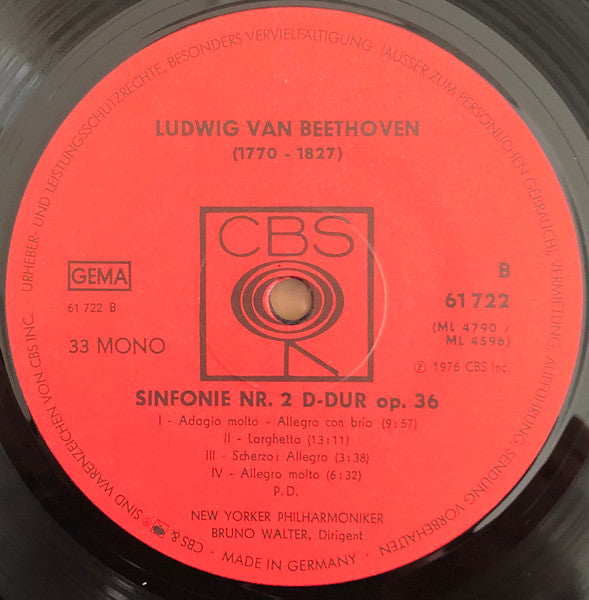 URHEBER- UND LEISTUNGSSCHUTZRECHTE, BESONDERS VERVIELFÄLTIGUNG (AUSSER ZUM PERSÖNLICHEN GEBRAUCH), VERMIETUNG, AUFFÜHRUNG, SENDUNG VORBEHALTEN
LUDWIG VAN BEETHOVEN
(1770 - 1827)
CBS
GEMA
61 722 B
33 MONO
B
61 722
(ML 4790 /
ML 4596)
℗ 1976 CBS Inc.
SINFONIE NR. 2 D-DUR op. 36
I - Adagio molto - Allegro con brio (9:57)
II - Larghetto (13:11)
iii - Scherzo: Allegro (3:38)
IV - Allegro molto (6:32)
P.D.
NEW YORKER PHILHARMONIKER
BRUNO WALTER, Dirigent
CBS & ® SIND WARENZEICHEN VON CBS INC. ·
· MADE IN GERMANY ·